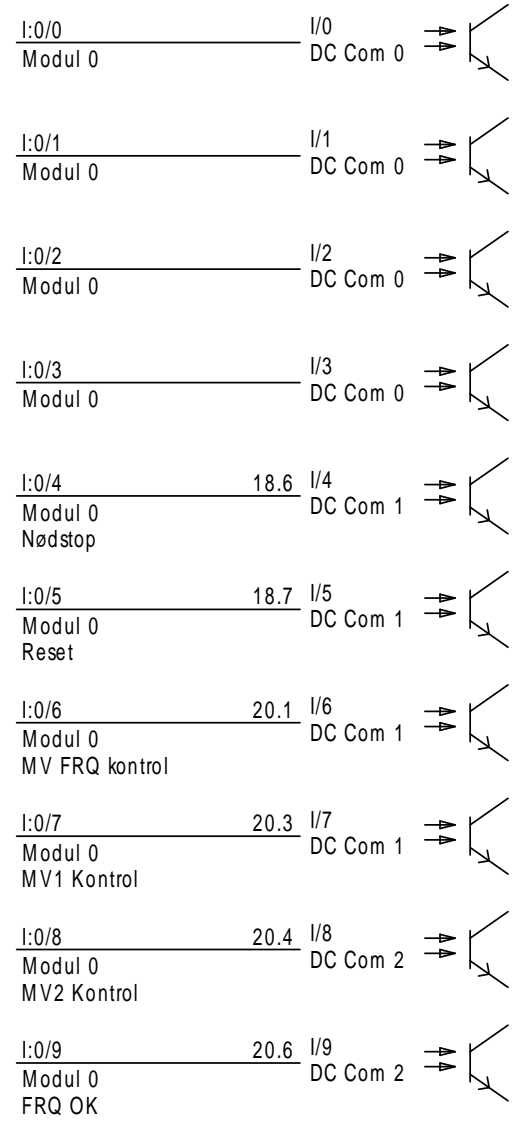 I:0/0 I/0
Modul 0 DC Com 0
I:0/1 I/1
Modul 0 DC Com 0
I:0/2 I/2
Modul 0 DC Com 0
I:0/3 I/3
Modul 0 DC Com 0
I:0/4 18.6 I/4
Modul 0 DC Com 1
Nødstop
I:0/5 18.7 I/5
Modul 0 DC Com 1
Reset
I:0/6 20.1 I/6
Modul 0 DC Com 1
MV FRQ kontrol
I:0/7 20.3 I/7
Modul 0 DC Com 1
MV1 Kontrol
I:0/8 20.4 I/8
Modul 0 DC Com 2
MV2 Kontrol
I:0/9 20.6 I/9
Modul 0 DC Com 2
FRQ OK